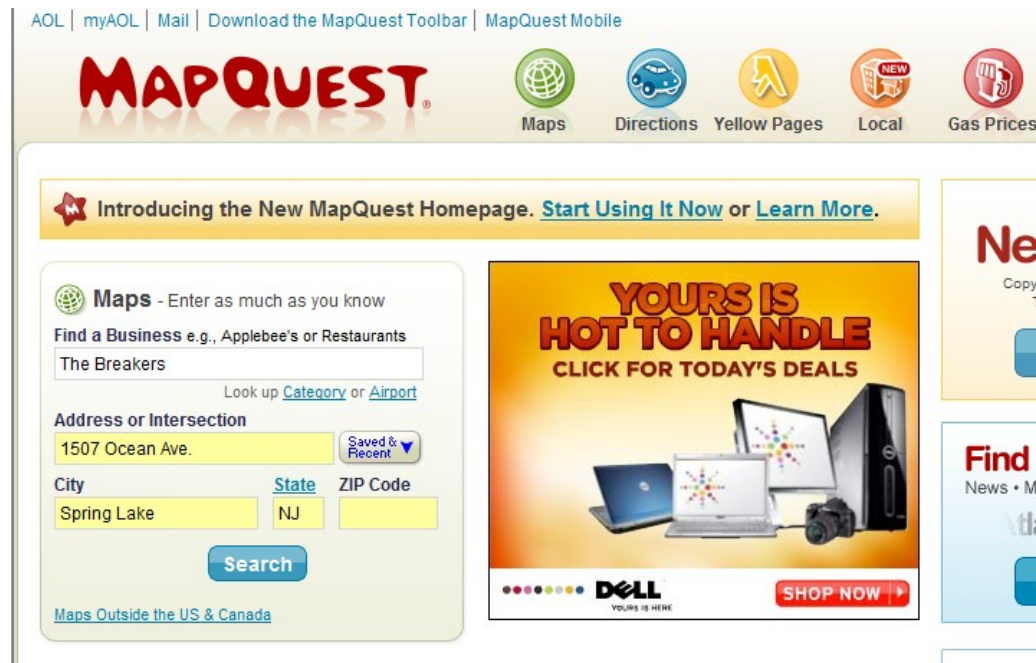 AOL | myAOL | Mail | Download the MapQuest Toolbar | MapQuest Mobile
MAPQUEST®
Maps Directions Yellow Pages Local Gas Prices
NEW
Introducing the New MapQuest Homepage. Start Using It Now or Learn More.
Maps - Enter as much as you know
Find a Business e.g., Applebee's or Restaurants
The Breakers
Look up Category or Airport
Address or Intersection
1507 Ocean Ave.
Saved &
Recent
City State ZIP Code
Spring Lake NJ
Search
Maps Outside the US & Canada
YOURS IS
HOT TO HANDLE
CLICK FOR TODAY'S DEALS
DELL
YOURS IS HERE
SHOP NOW
Ne
Copy
Find
News • M